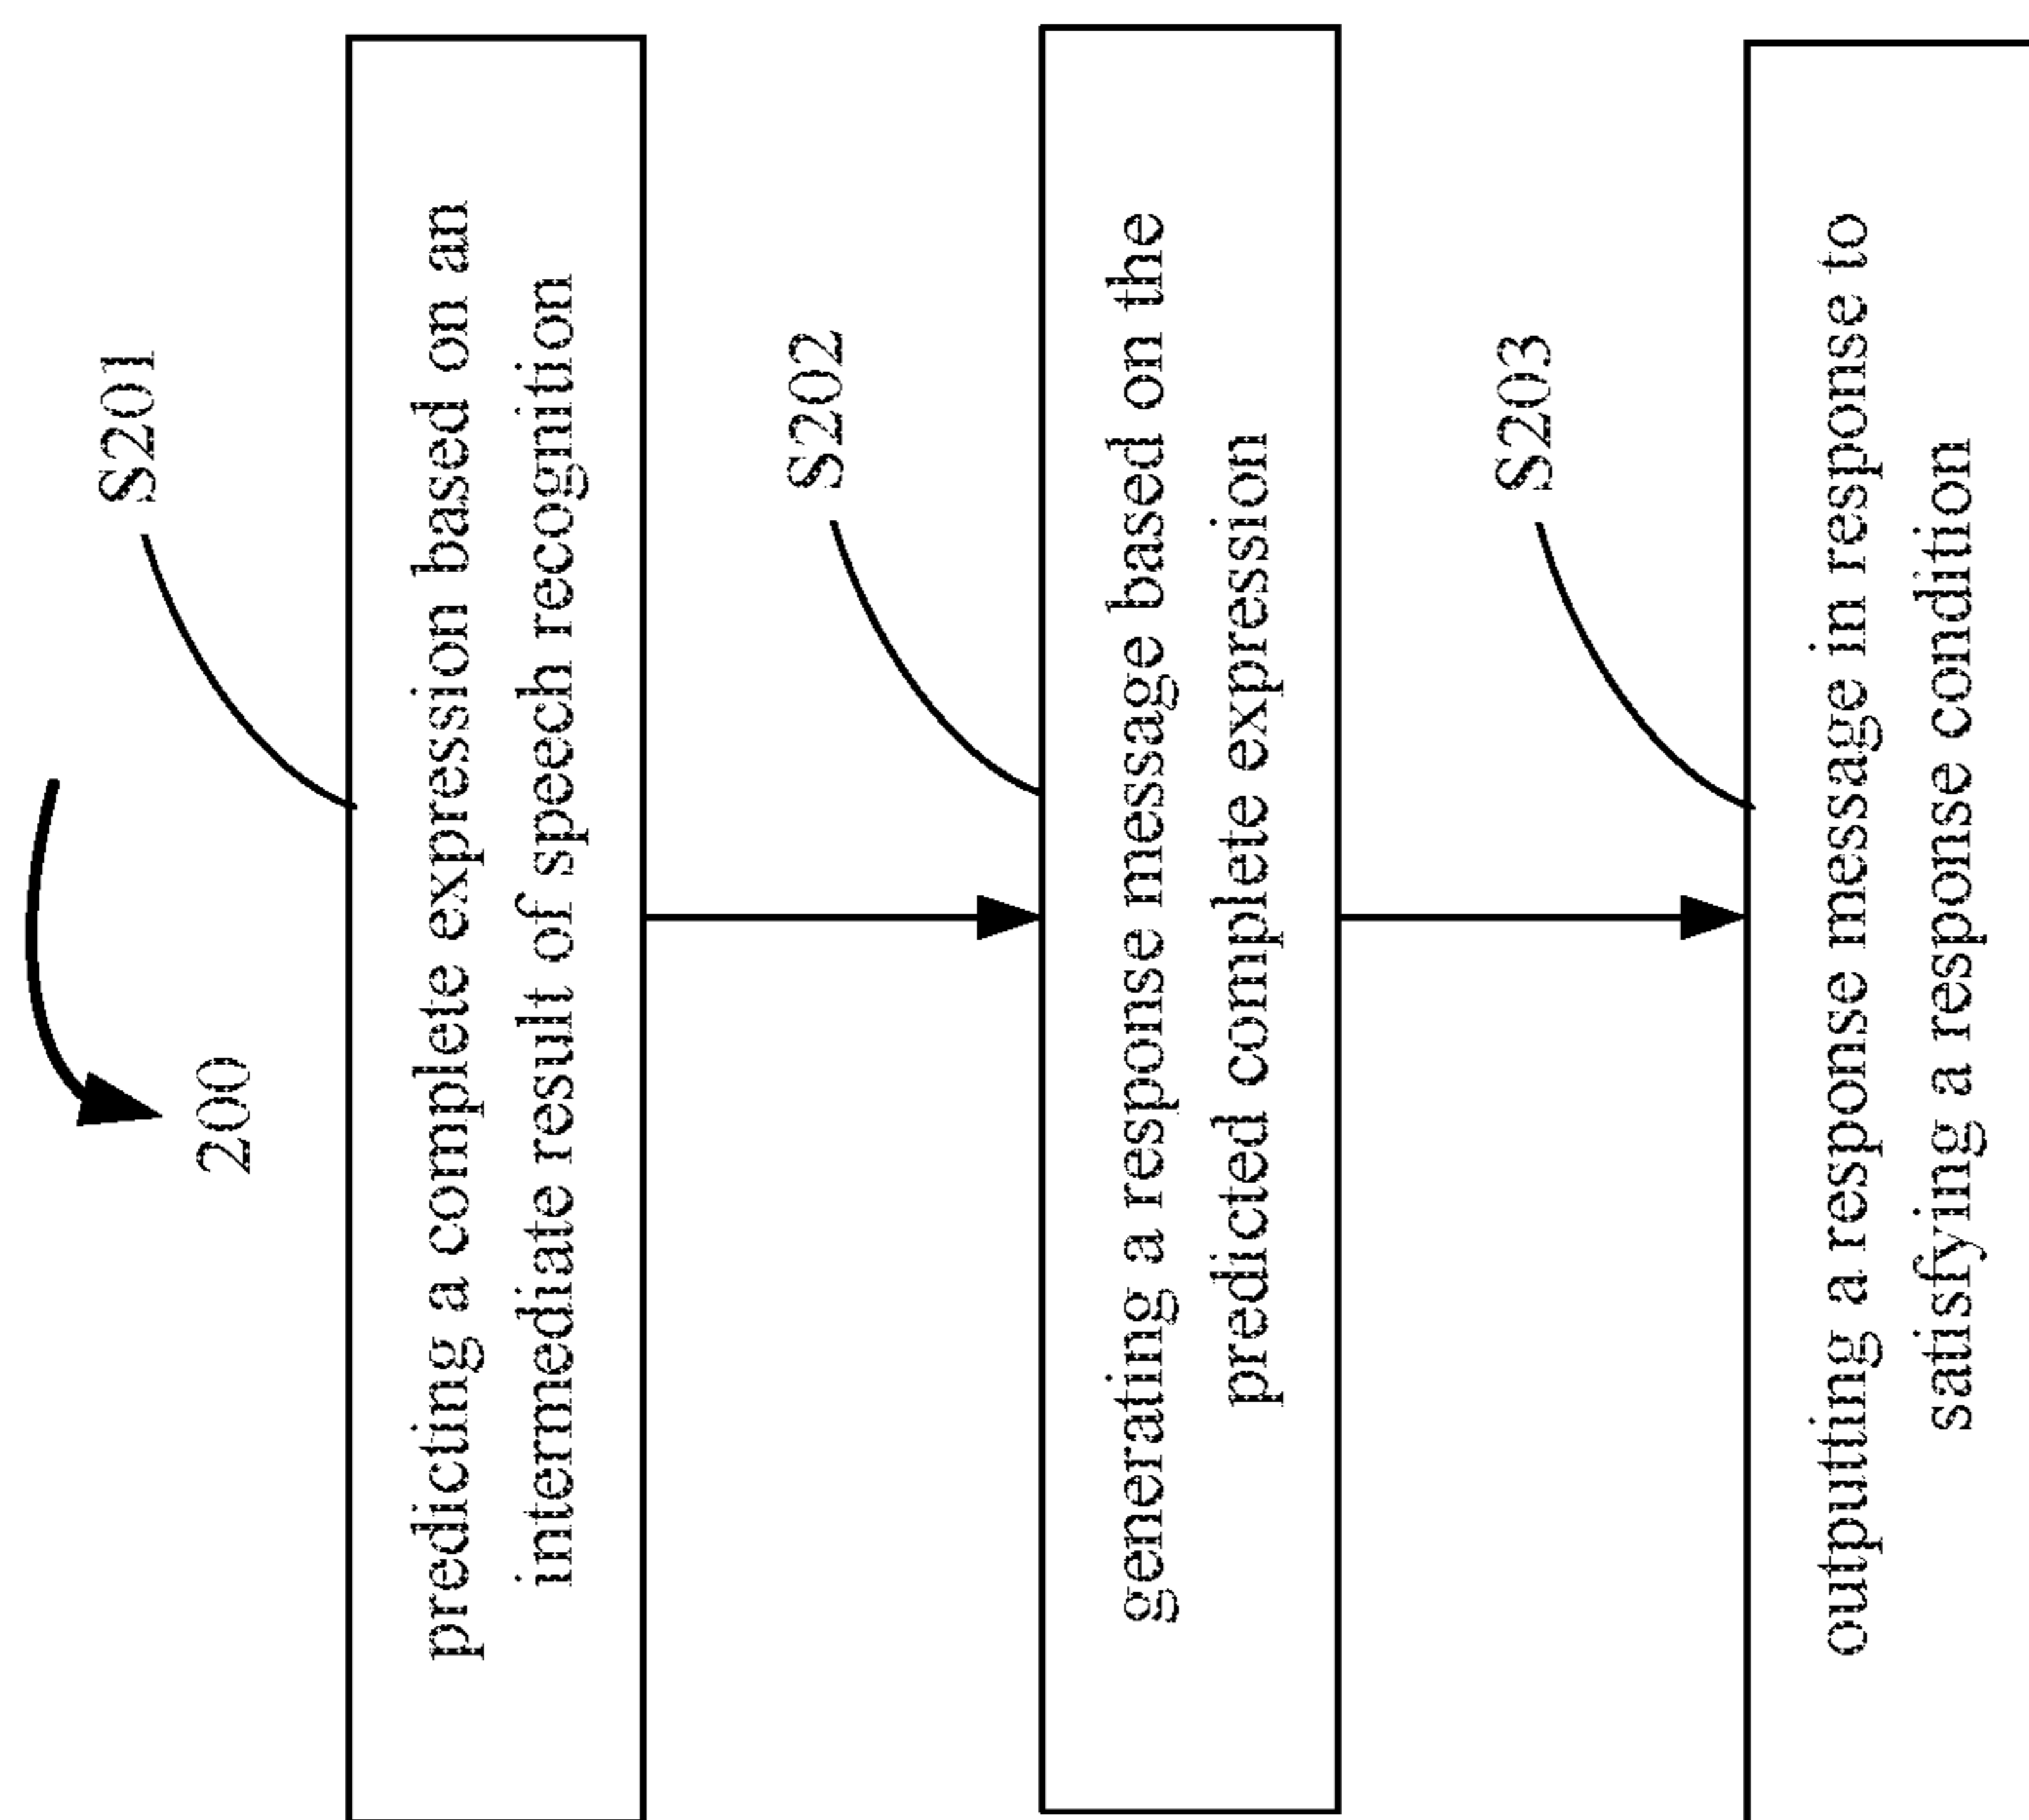 200
S201
predicting a complete expression based on an
intermediate result of speech recognition
S202
generating a response message based on the
predicted complete expression
S203
outputting a response message in response to
satisfying a response condition